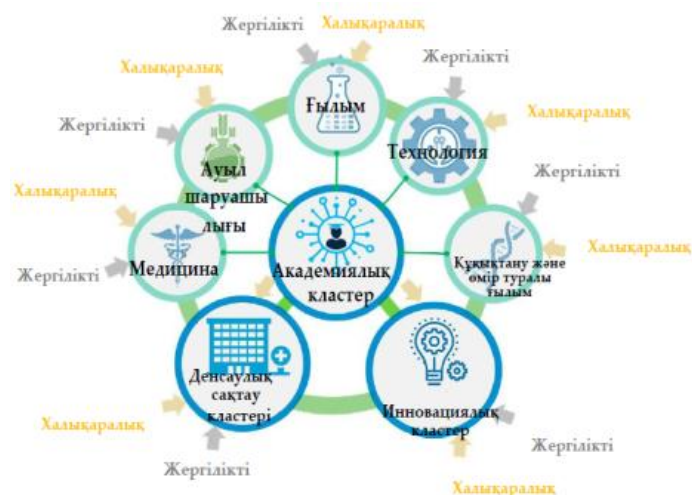 Жергілікті
Халықаралық
Ғылым
Жергілікті
Халықаралық
Технология
Халықаралық
Жергілікті
Ауыл
шаруашы
лығы
Жергілікті
Халықаралық
Құқықтану және
өмір туралы
ғылым
Халықаралық
Жергілікті
Медицина
Академиялық
кластер
Денсаулық
сақтау
кластері
Халықаралық
Жергілікті
Инновациялық
кластер
Жергілікті
Халықаралық